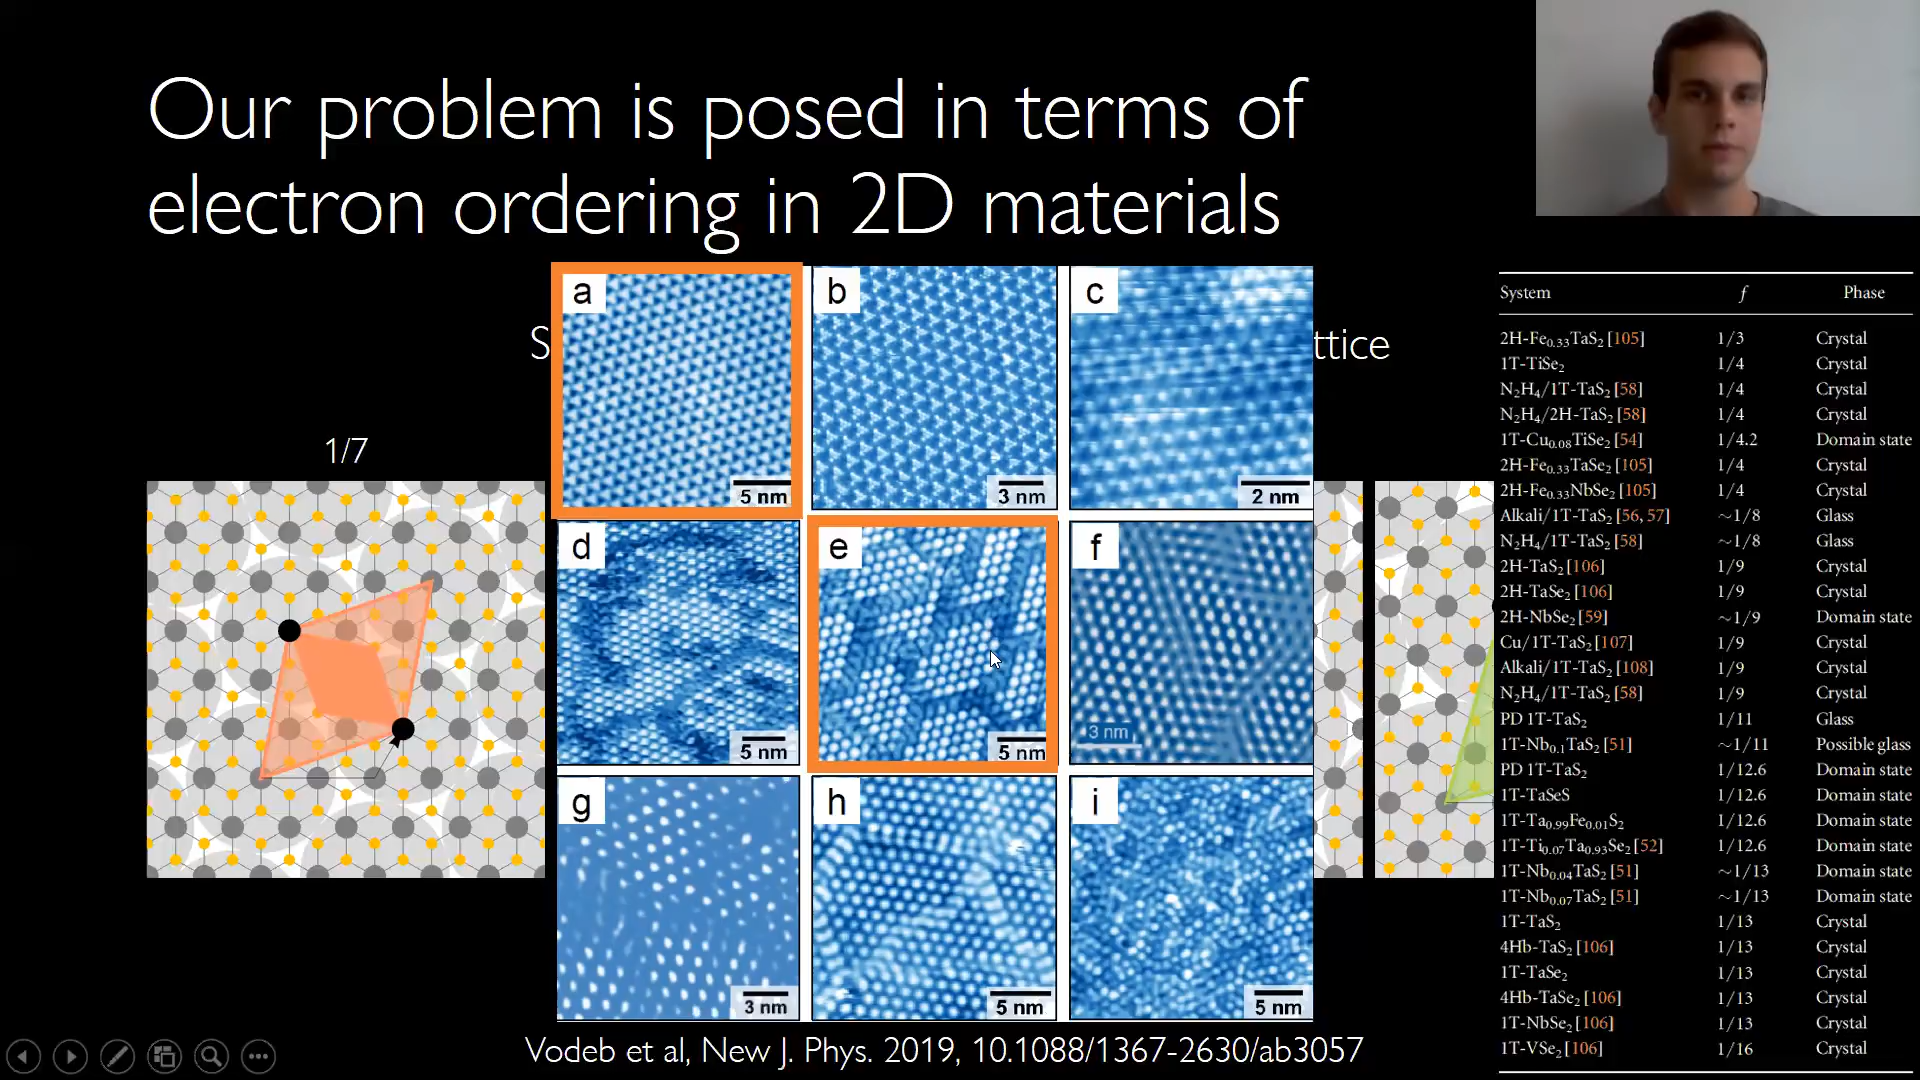 Our problem is posed in terms of
electron ordering in 2D materials
S
ttice
1/7
a
5 nm
b
3 nm
c
2 nm
d
5 nm
e
5 nm
f
3 nm
g
3 nm
h
5 nm
i
5 nm
Vodeb et al, New J. Phys. 2019, 10.1088/1367-2630/ab3057
System f Phase
2H-Fe₀.₃₃TaS₂ [105] 1/3 Crystal
1T-TiSe₂ 1/4 Crystal
N₂H₄/1T-TaS₂ [58] 1/4 Crystal
N₂H₄/2H-TaS₂ [58] 1/4 Crystal
1T-Cu₀.₀₈TiSe₂ [54] 1/4.2 Domain state
2H-Fe₀.₃₃TaSe₂ [105] 1/4 Crystal
2H-Fe₀.₃₃NbSe₂ [105] 1/4 Crystal
Alkali/1T-TaS₂ [56, 57] ~1/8 Glass
N₂H₄/1T-TaS₂ [58] ~1/8 Glass
2H-TaS₂ [106] 1/9 Crystal
2H-TaSe₂ [106] 1/9 Crystal
2H-NbSe₂ [59] ~1/9 Domain state
Cu/1T-TaS₂ [107] 1/9 Crystal
Alkali/1T-TaS₂ [108] 1/9 Crystal
N₂H₄/1T-TaS₂ [58] 1/9 Crystal
PD 1T-TaS₂ 1/11 Glass
1T-Nb₀.₁TaS₂ [51] ~1/11 Possible glass
PD 1T-TaS₂ 1/12.6 Domain state
1T-TaSeS 1/12.6 Domain state
1T-Ta₀.₉₉Fe₀.₀₁S₂ 1/12.6 Domain state
1T-Ti₀.₀₇Ta₀.₉₃Se₂ [52] 1/12.6 Domain state
1T-Nb₀.₀₄TaS₂ [51] ~1/13 Domain state
1T-Nb₀.₀₇TaS₂ [51] ~1/13 Domain state
1T-TaS₂ 1/13 Crystal
4Hb-TaS₂ [106] 1/13 Crystal
1T-TaSe₂ 1/13 Crystal
4Hb-TaSe₂ [106] 1/13 Crystal
1T-NbSe₂ [106] 1/13 Crystal
1T-VSe₂ [106] 1/16 Crystal